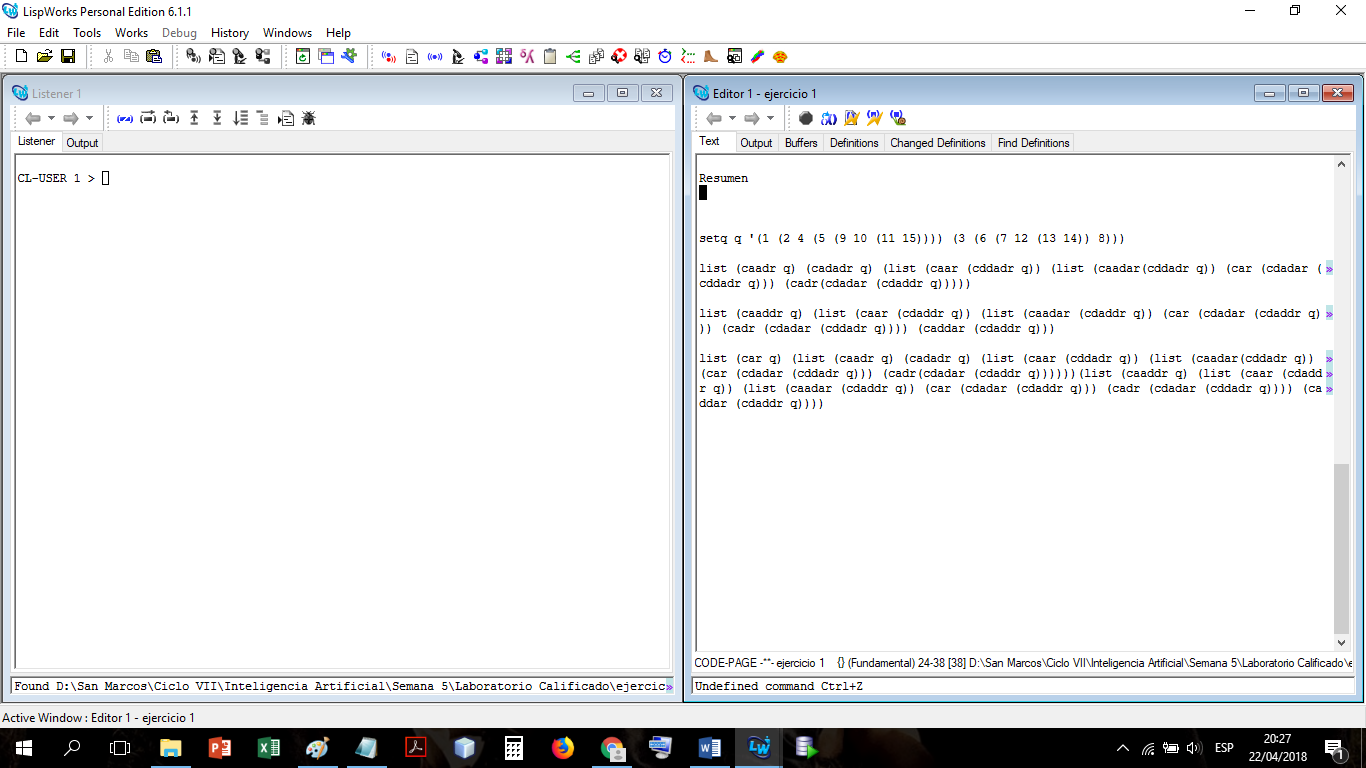 LispWorks Personal Edition 6.1.1
File Edit Tools Works Debug History Windows Help
Listener 1
Listener Output
CL-USER 1 >
Found D:\San Marcos\Ciclo VII\Inteligencia Artificial\Semana 5\Laboratorio Calificado\ejercic»
Editor 1 - ejercicio 1
Text Output Buffers Definitions Changed Definitions Find Definitions
Resumen
setq q '(1 (2 4 (5 (9 10 (11 15)))) (3 (6 (7 12 (13 14)) 8)))
list (caadr q) (cadadr q) (list (caar (cddadr q)) (list (caadar(cddadr q)) (car (cdadar (»
cddadr q))) (cadr(cdadar (cddadr q)))))
list (caaddr q) (list (caar (cdaddr q)) (list (caadar (cdaddr q)) (car (cdadar (cdaddr q)»
)) (cadr (cdadar (cddadr q)))) (caddar (cdaddr q)))
list (car q) (list (caadr q) (cadadr q) (list (caar (cddadr q)) (list (caadar(cddadr q)) »
(car (cdadar (cddadr q))) (cadr(cdadar (cddadr q))))))(list (caaddr q) (list (caar (cdadd»
r q)) (list (caadar (cdaddr q)) (car (cdadar (cdaddr q))) (cadr (cdadar (cddadr q)))) (ca»
ddar (cdaddr q))))
CODE-PAGE -**- ejercicio 1 {} (Fundamental) 24-38 [38] D:\San Marcos\Ciclo VII\Inteligencia Artificial\Semana 5\Laboratorio Calificado\e
Undefined command Ctrl+Z
Active Window : Editor 1 - ejercicio 1
ESP
20:27
22/04/2018
1